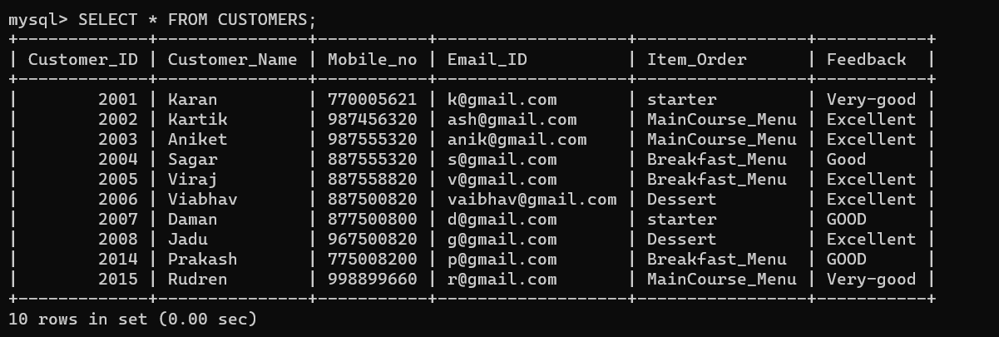 mysql> SELECT * FROM CUSTOMERS;
+-------------+---------------+-----------+-------------------+-----------------+-----------+
| Customer_ID | Customer_Name | Mobile_no | Email_ID          | Item_Order      | Feedback  |
+-------------+---------------+-----------+-------------------+-----------------+-----------+
|        2001 | Karan         | 770005621 | k@gmail.com       | starter         | Very-good |
|        2002 | Kartik        | 987456320 | ash@gmail.com     | MainCourse_Menu | Excellent |
|        2003 | Aniket        | 987555320 | anik@gmail.com    | MainCourse_Menu | Excellent |
|        2004 | Sagar         | 887555320 | s@gmail.com       | Breakfast_Menu  | Good      |
|        2005 | Viraj         | 887558820 | v@gmail.com       | Breakfast_Menu  | Excellent |
|        2006 | Viabhav       | 887500820 | vaibhav@gmail.com | Dessert         | Excellent |
|        2007 | Daman         | 877500800 | d@gmail.com       | starter         | GOOD      |
|        2008 | Jadu          | 967500820 | g@gmail.com       | Dessert         | Excellent |
|        2014 | Prakash       | 775008200 | p@gmail.com       | Breakfast_Menu  | GOOD      |
|        2015 | Rudren        | 998899660 | r@gmail.com       | MainCourse_Menu | Very-good |
+-------------+---------------+-----------+-------------------+-----------------+-----------+
10 rows in set (0.00 sec)